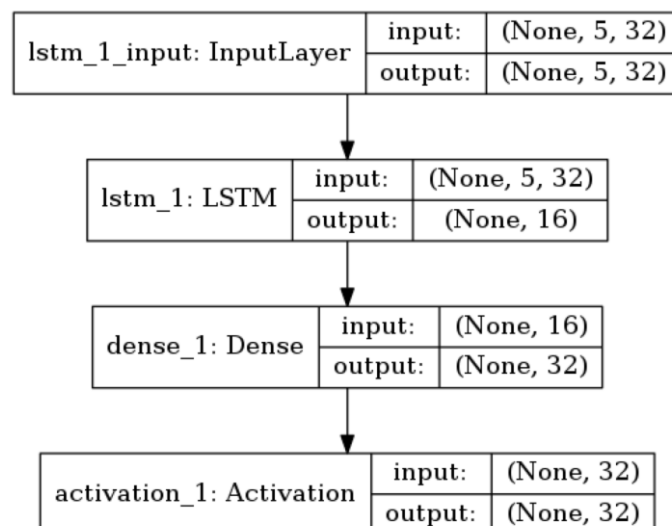 lstm_1_input: InputLayer
input: (None, 5, 32)
output: (None, 5, 32)
lstm_1: LSTM
input: (None, 5, 32)
output: (None, 16)
dense_1: Dense
input: (None, 16)
output: (None, 32)
activation_1: Activation
input: (None, 32)
output: (None, 32)